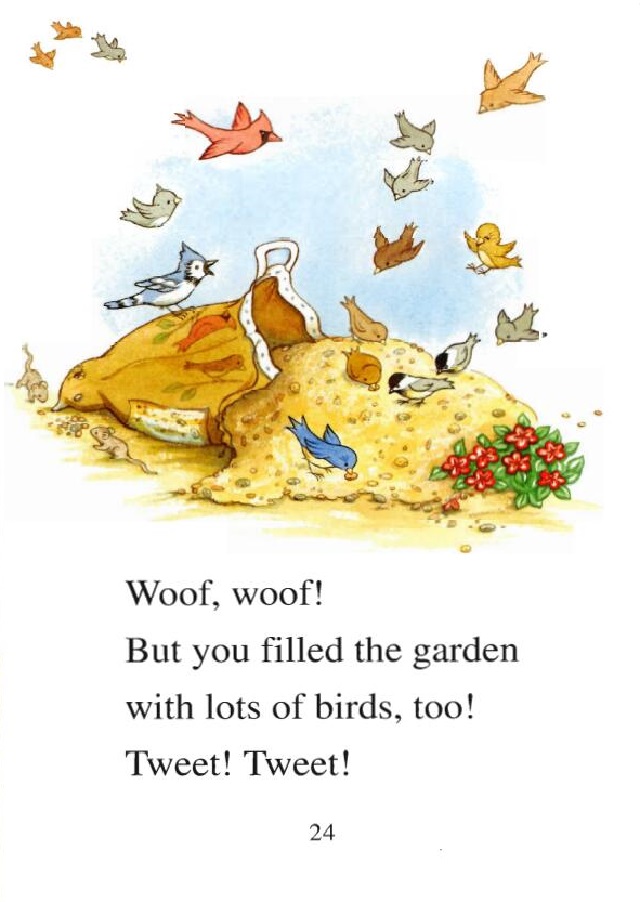 Woof, woof!
But you filled the garden
with lots of birds, too!
Tweet! Tweet!
24